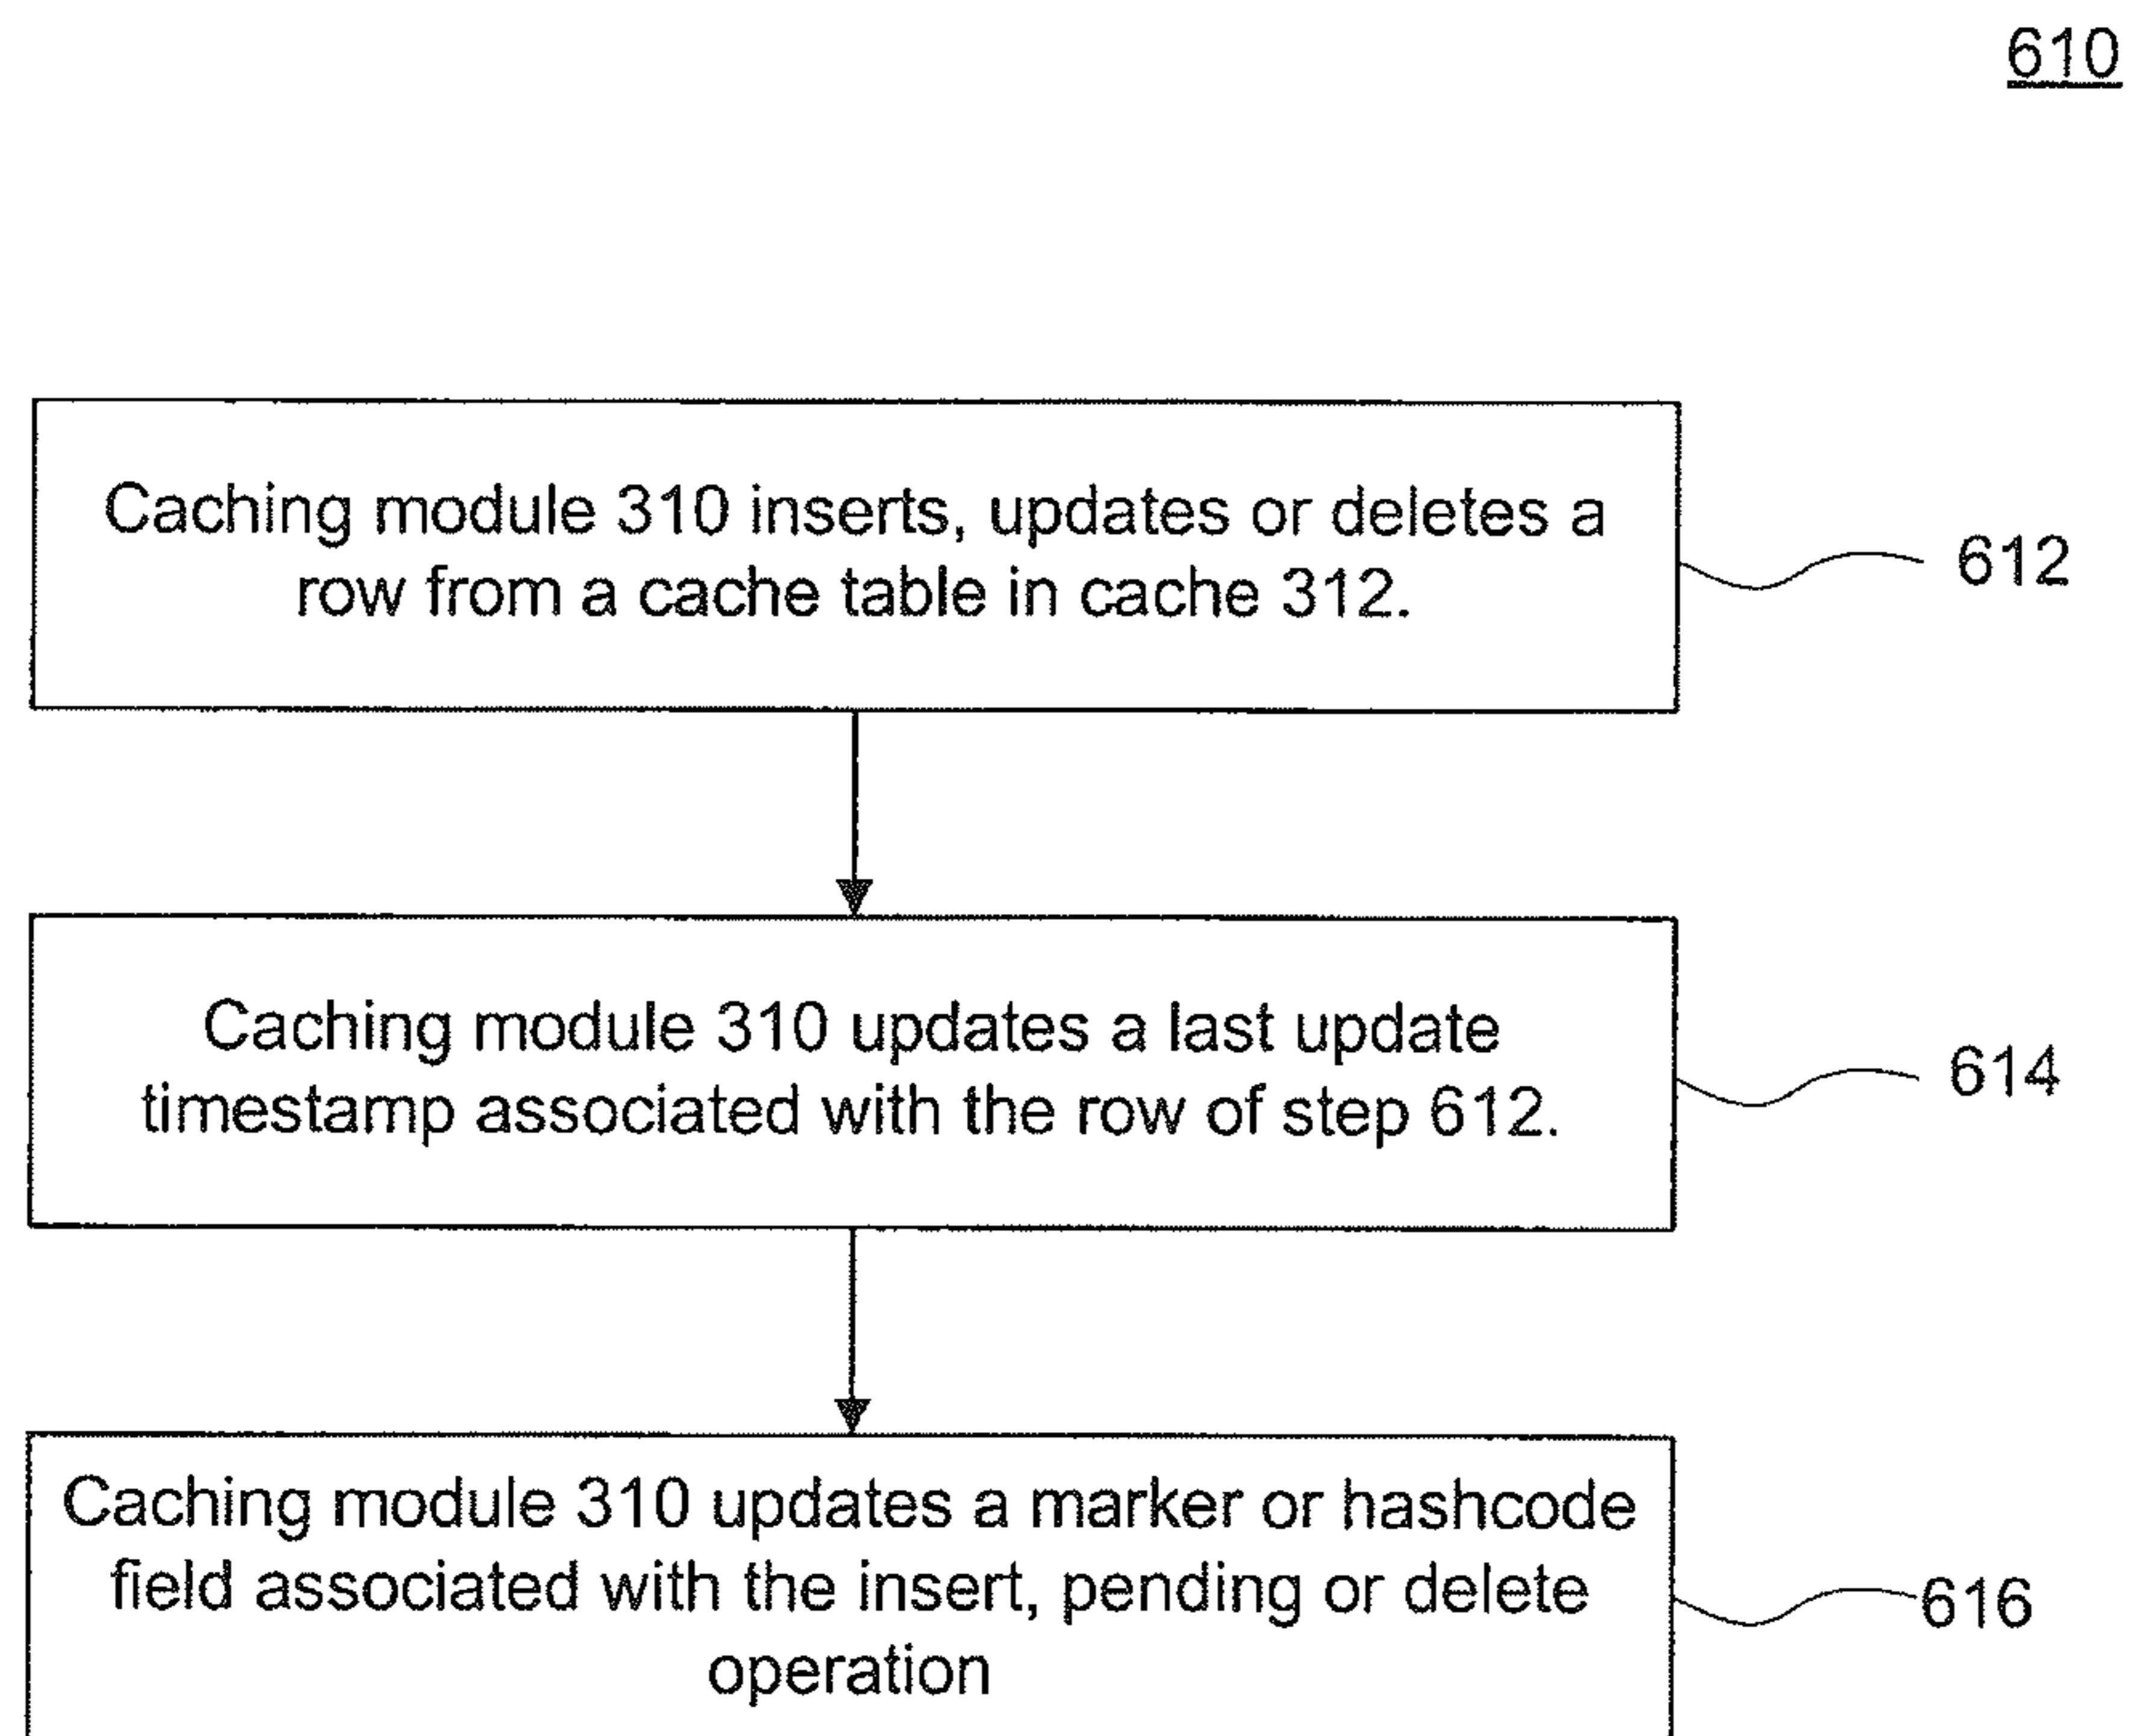 610
Caching module 310 inserts, updates or deletes a
row from a cache table in cache 312.
612
Caching module 310 updates a last update
timestamp associated with the row of step 612.
614
Caching module 310 updates a marker or hashcode
field associated with the insert, pending or delete
operation
616